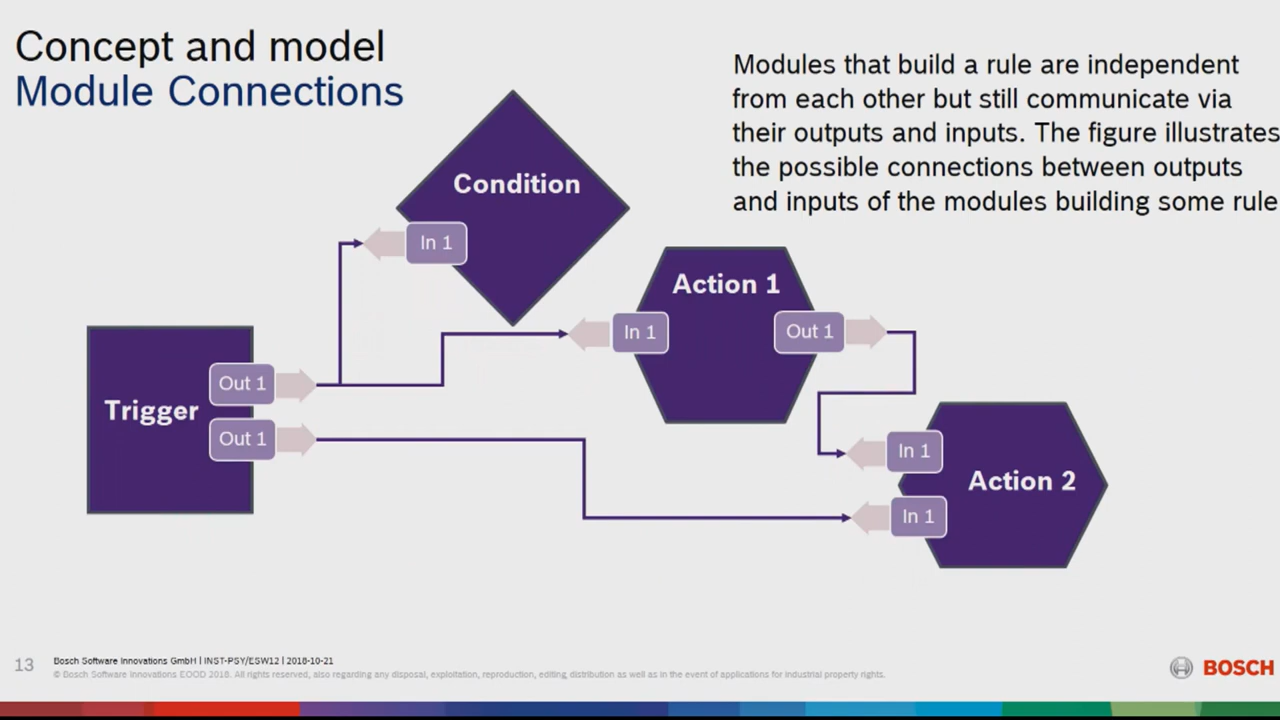 Concept and model
Module Connections
Modules that build a rule are independent
from each other but still communicate via
their outputs and inputs. The figure illustrates
the possible connections between outputs
and inputs of the modules building some rule
Condition
In 1
Action 1
In 1
Out 1
Trigger
Out 1
Out 1
In 1
Action 2
In 1
13
Bosch Software Innovations GmbH | INST-PSY/ESW12 | 2018-10-21
© Bosch Software Innovations EOOD 2018. All rights reserved, also regarding any disposal, exploitation, reproduction, editing, distribution as well as in the event of applications for industrial property rights.
BOSCH